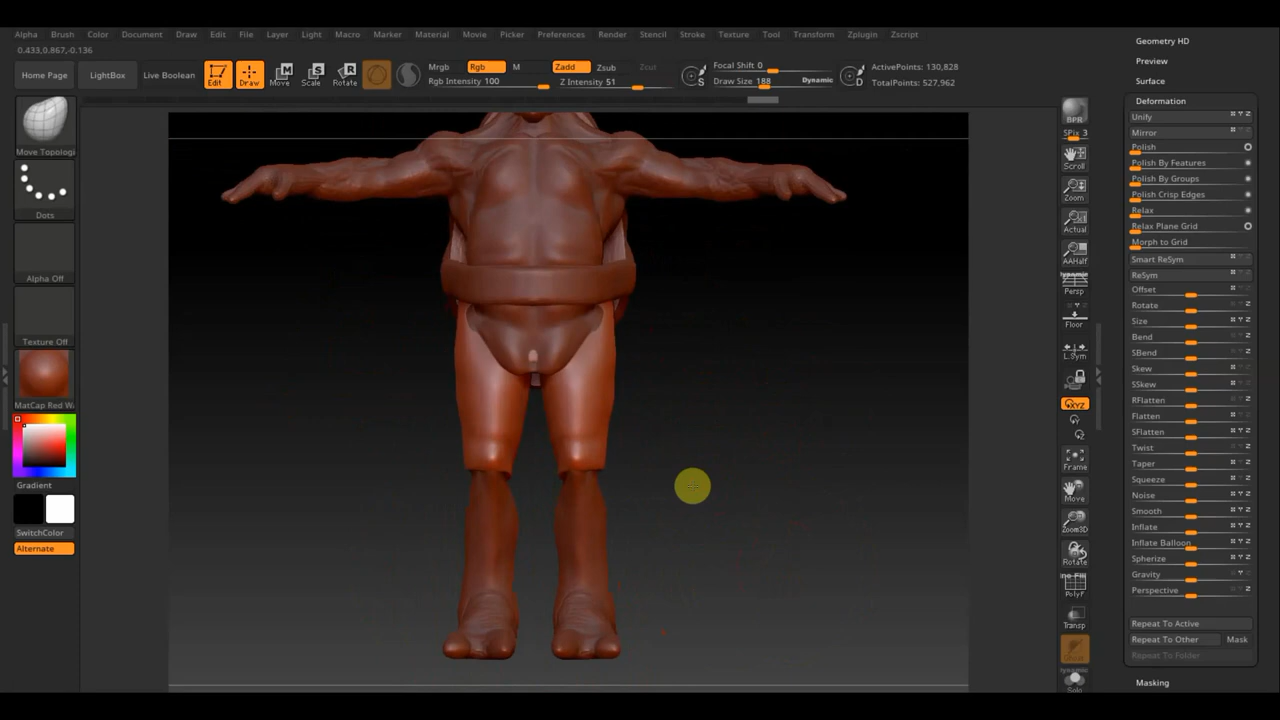 Alpha Brush Color Document Draw Edit File Layer Light Macro Marker Material Movie Picker Preferences Render Stencil Stroke Texture Tool Transform Zplugin Zscript
0.433,0.867,-0.136
Home Page LightBox Live Boolean Edit Draw Move Scale Rotate
Mrgb Rgb M Zadd Zsub Zcut
Rgb Intensity 100 Z Intensity 51
Focal Shift 0
Draw Size 188 Dynamic
ActivePoints: 130,828
TotalPoints: 527,962
Move Topologi
Dots
Alpha Off
Texture Off
MatCap Red Wa
Gradient
SwitchColor
Alternate
BPR
SPix 3
Scroll
Zoom
Actual
AAHalf
Dynamic
Persp
Floor
L.Sym
XYZ
Y
Z
Frame
Move
Zoom3D
Rotate
Line Fill
PolyF
Transp
Ghost
Dynamic
Solo
Geometry HD
Preview
Surface
Deformation
Unify
Mirror
Polish
Polish By Features
Polish By Groups
Polish Crisp Edges
Relax
Relax Plane Grid
Morph to Grid
Smart ReSym
ReSym
Offset
Rotate
Size
Bend
SBend
Skew
SSkew
RFlatten
Flatten
SFlatten
Twist
Taper
Squeeze
Noise
Smooth
Inflate
Inflate Balloon
Spherize
Gravity
Perspective
Repeat To Active
Repeat To Other Mask
Repeat To Folder
Masking